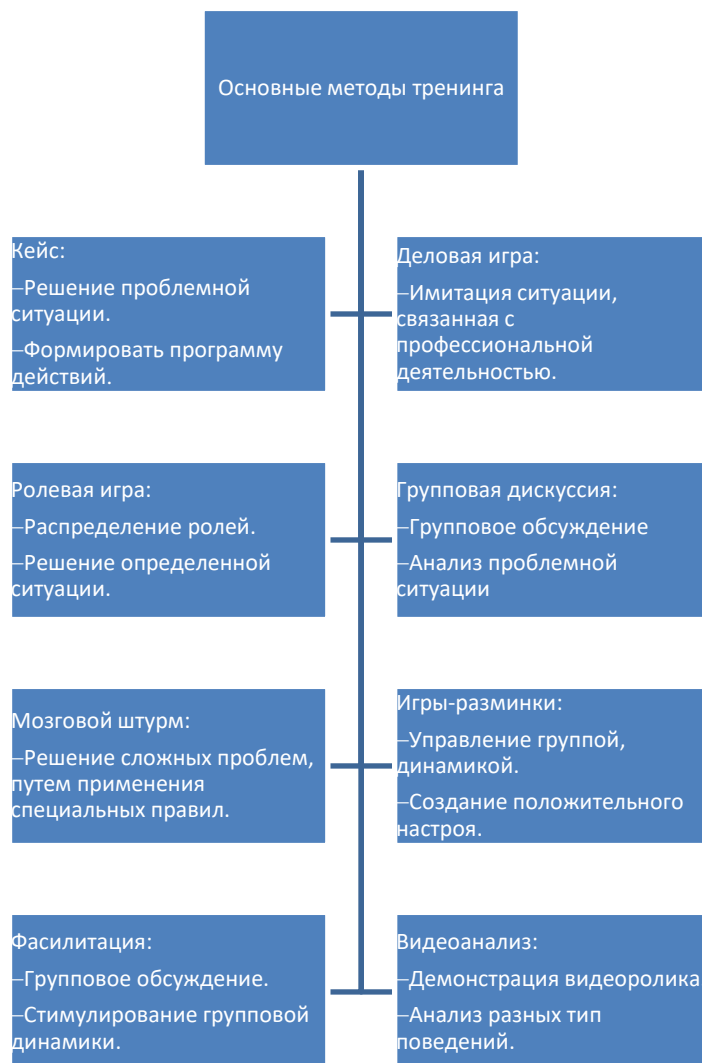 Основные методы тренинга
Кейс:
–Решение проблемной
ситуации.
–Формировать программу
действий.
Деловая игра:
–Имитация ситуации,
связанная с
профессиональной
деятельностью.
Ролевая игра:
–Распределение ролей.
–Решение определенной
ситуации.
Групповая дискуссия:
–Групповое обсуждение
–Анализ проблемной
ситуации
Мозговой штурм:
–Решение сложных проблем,
путем применения
специальных правил.
Игры-разминки:
–Управление группой,
динамикой.
–Создание положительного
настроя.
Фасилитация:
–Групповое обсуждение.
–Стимулирование групповой
динамики.
Видеоанализ:
–Демонстрация видеоролика
–Анализ разных тип
поведений.